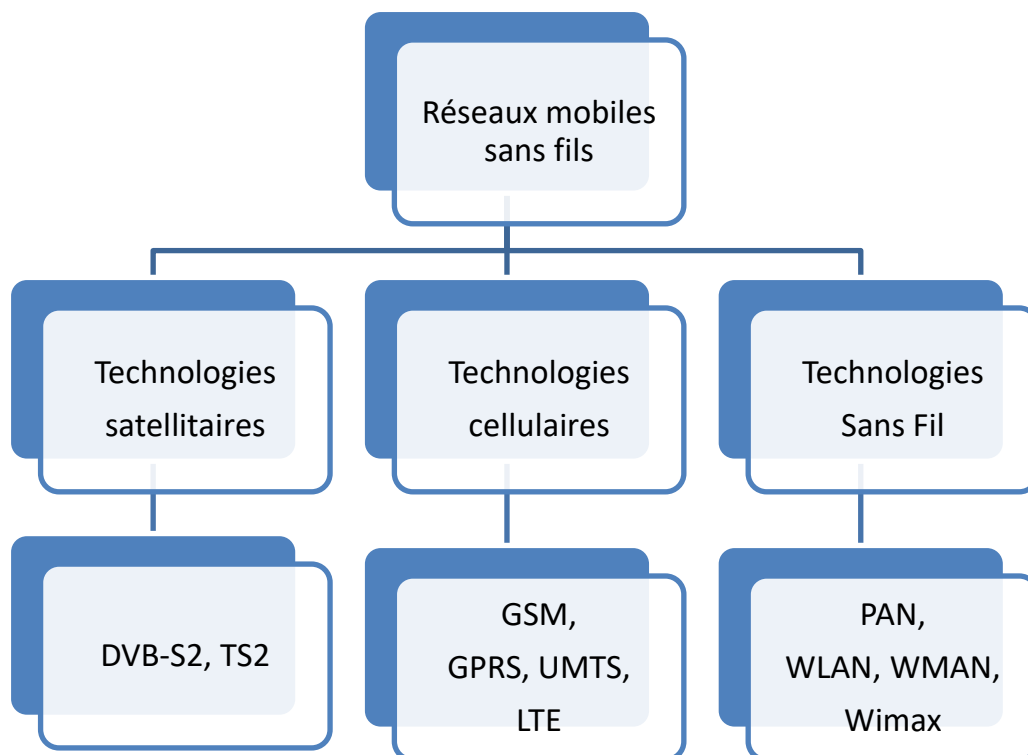 Réseaux mobiles
sans fils
Technologies
satellitaires
Technologies
cellulaires
Technologies
Sans Fil
DVB-S2, TS2
GSM,
GPRS, UMTS,
LTE
PAN,
WLAN, WMAN,
Wimax